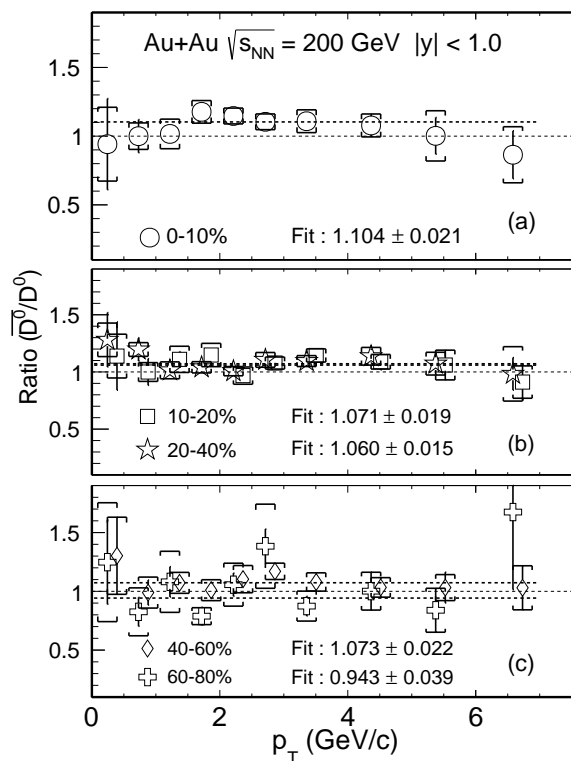 Au+Au √s_NN = 200 GeV |y| < 1.0
1.5
1
0.5
(a)
0-10% Fit : 1.104 ± 0.021
Ratio (D̅⁰/D⁰)
1.5
1
0.5
10-20% Fit : 1.071 ± 0.019
20-40% Fit : 1.060 ± 0.015
(b)
1.5
1
0.5
40-60% Fit : 1.073 ± 0.022
60-80% Fit : 0.943 ± 0.039
(c)
0 2 4 6
p_T (GeV/c)